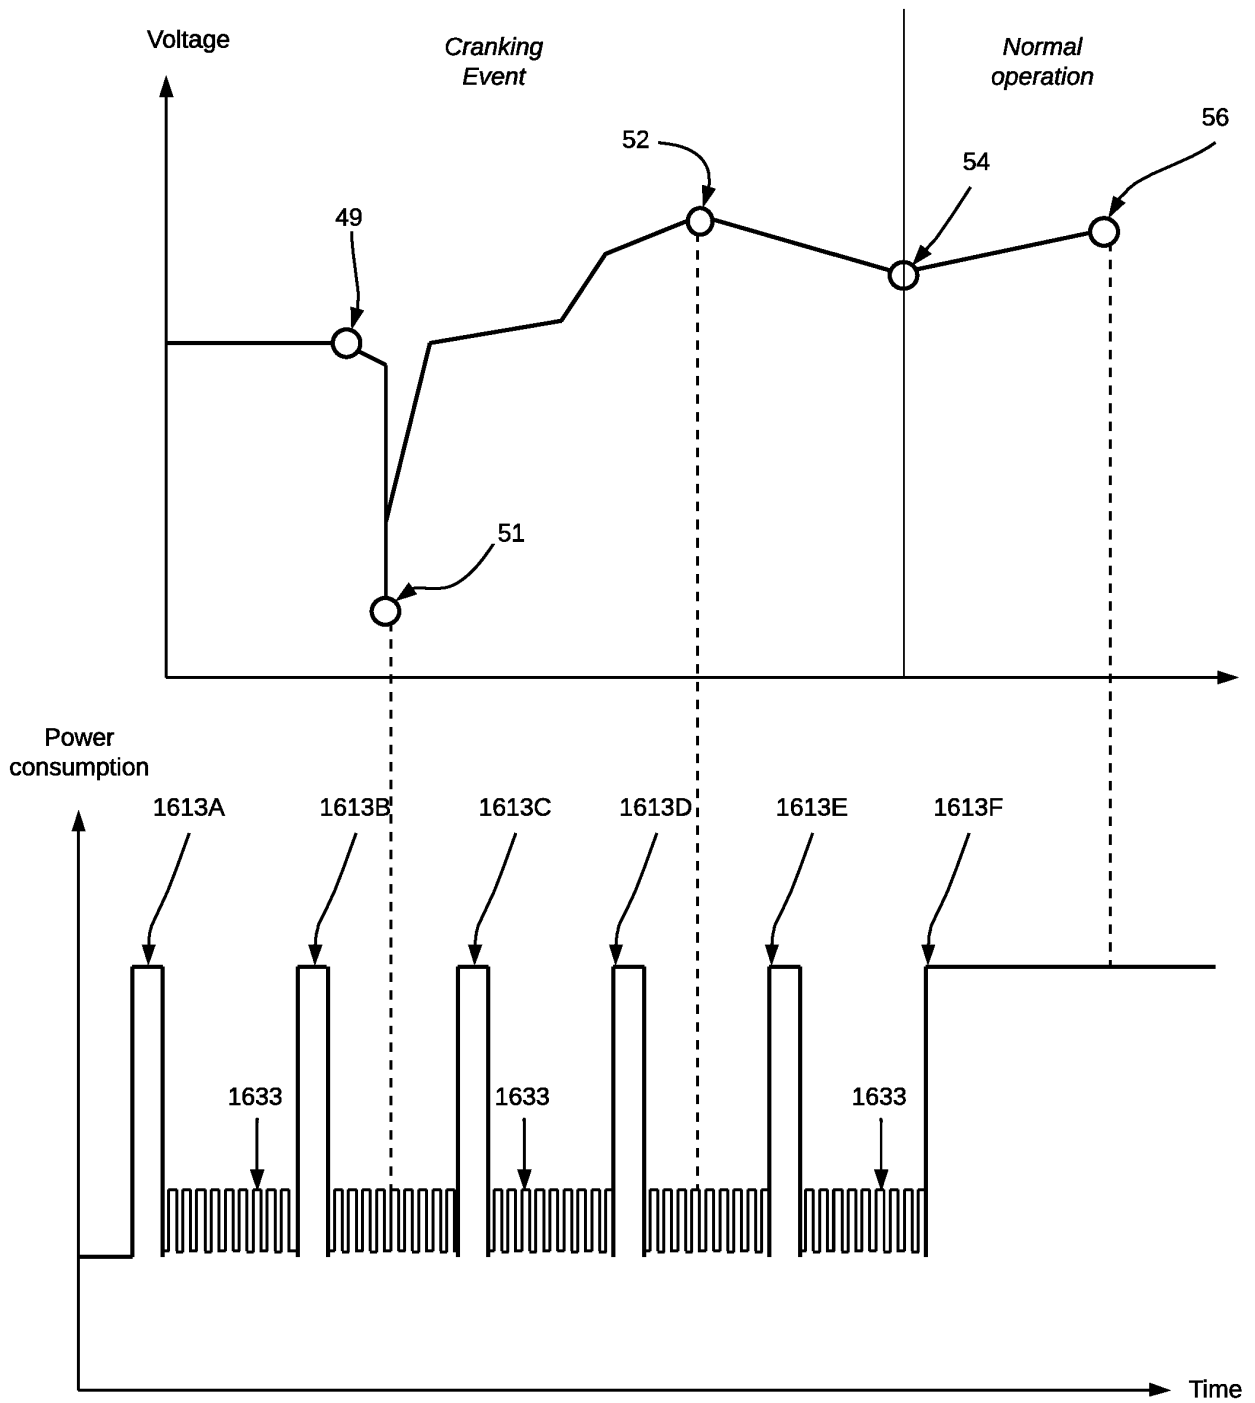 Voltage
Cranking
Event
Normal
operation
56
52
54
49
51
Power
consumption
1613A
1613B
1613C
1613D
1613E
1613F
1633
1633
1633
Time